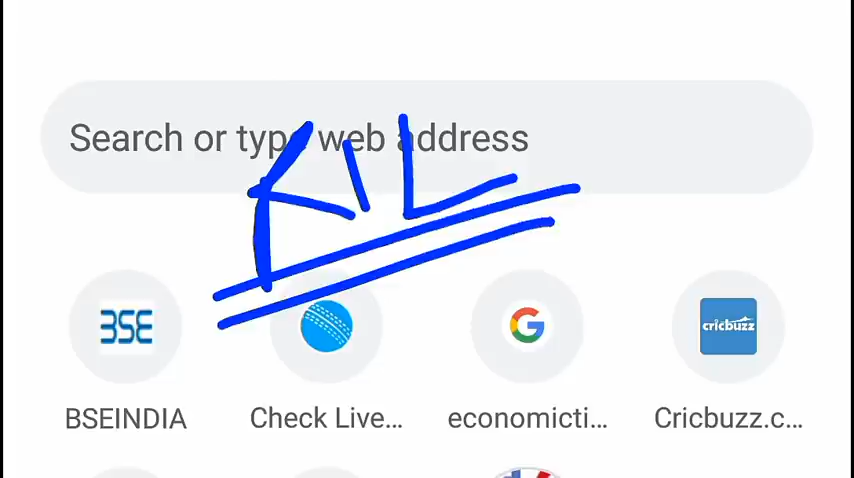 Search or type web address
KIL
BSE
cricbuzz
BSEINDIA
Check Live...
economicti...
Cricbuzz.c...